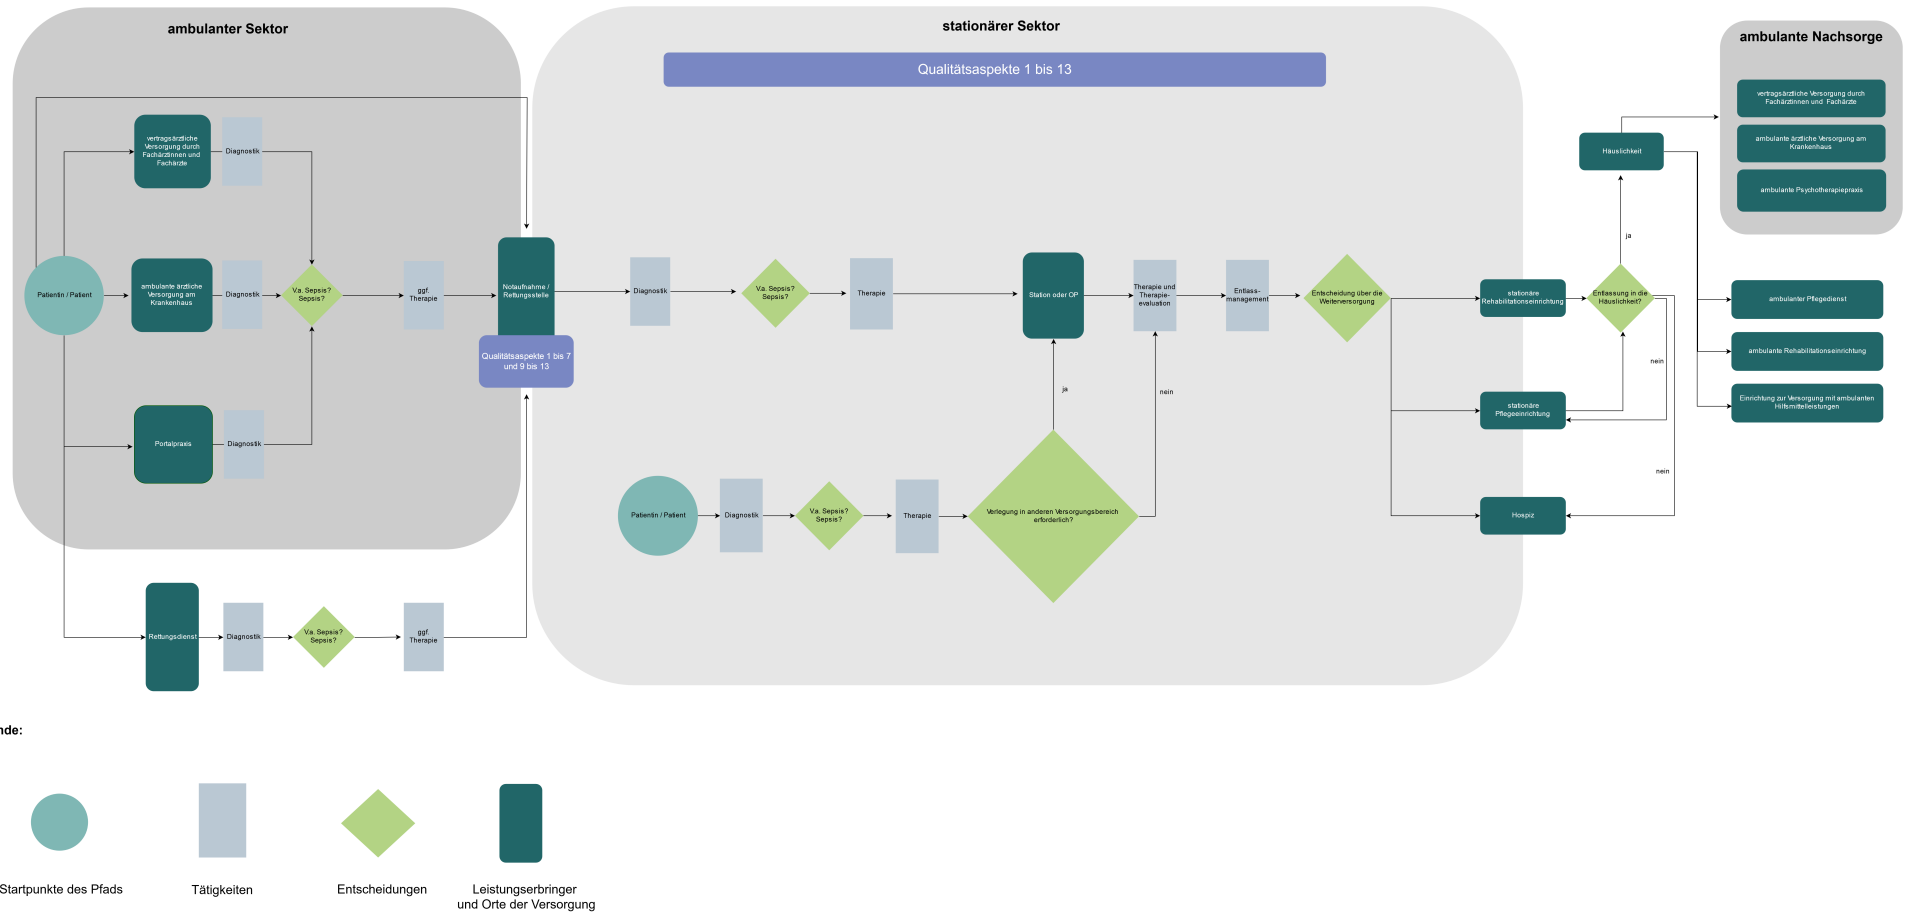 ambulanter Sektor
stationärer Sektor
ambulante Nachsorge
Qualitätsaspekte 1 bis 13
vertragsärztliche
Versorgung durch
Fachärztinnen und
Fachärzte
Diagnostik
Patientin / Patient
ambulante ärztliche
Versorgung am
Krankenhaus
Diagnostik
V.a. Sepsis?
Sepsis?
ggf.
Therapie
Portalpraxis
Diagnostik
Notaufnahme /
Rettungsstelle
Qualitätsaspekte 1 bis 7
und 9 bis 13
Rettungsdienst
Diagnostik
V.a. Sepsis?
Sepsis?
ggf.
Therapie
Diagnostik
V.a. Sepsis?
Sepsis?
Therapie
Station oder OP
Therapie und
Therapie-
evaluation
Entlass-
management
Entscheidung über die
Weiterversorgung
ja
nein
Patientin / Patient
Diagnostik
V.a. Sepsis?
Sepsis?
Therapie
Verlegung in anderen Versorgungsbereich
erforderlich?
stationäre
Rehabilitationseinrichtung
Entlassung in die
Häuslichkeit?
stationäre
Pflegeeinrichtung
Hospiz
nein
nein
ja
Häuslichkeit
vertragsärztliche Versorgung durch
Fachärztinnen und Fachärzte
ambulante ärztliche Versorgung am
Krankenhaus
ambulante Psychotherapiepraxis
ambulanter Pflegedienst
ambulante Rehabilitationseinrichtung
Einrichtung zur Versorgung mit ambulanten
Hilfsmittelleistungen
nde:
Startpunkte des Pfads
Tätigkeiten
Entscheidungen
Leistungserbringer
und Orte der Versorgung